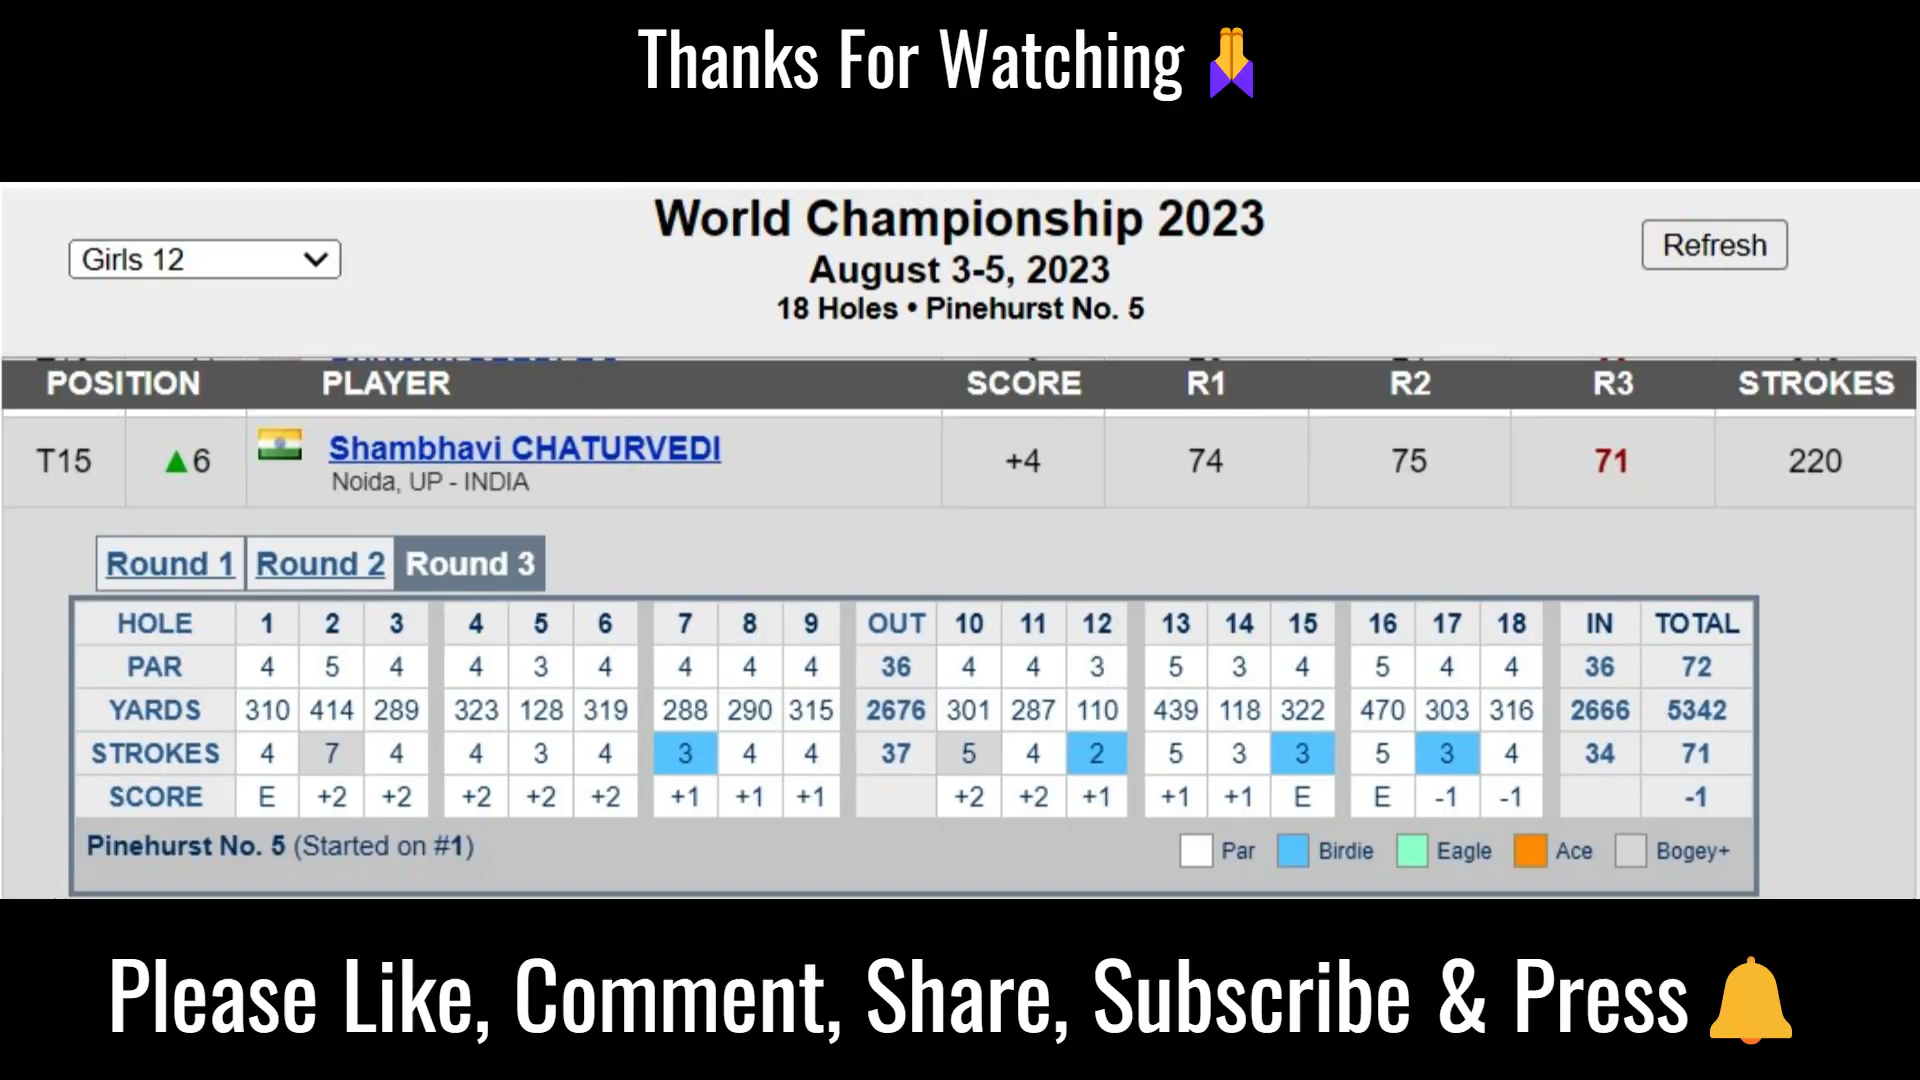 Thanks For Watching 🙏
Girls 12
World Championship 2023
August 3-5, 2023
18 Holes • Pinehurst No. 5
Refresh
POSITION PLAYER SCORE R1 R2 R3 STROKES
T15 ▲6 Shambhavi CHATURVEDI +4 74 75 71 220
Noida, UP - INDIA
Round 1 Round 2 Round 3
HOLE 1 2 3 4 5 6 7 8 9 OUT 10 11 12 13 14 15 16 17 18 IN TOTAL
PAR 4 5 4 4 3 4 4 4 4 36 4 4 3 5 3 4 5 4 4 36 72
YARDS 310 414 289 323 128 319 288 290 315 2676 301 287 110 439 118 322 470 303 316 2666 5342
STROKES 4 7 4 4 3 4 3 4 4 37 5 4 2 5 3 3 5 3 4 34 71
SCORE E +2 +2 +2 +2 +2 +1 +1 +1 +2 +2 +1 +1 +1 E E -1 -1 -1
Pinehurst No. 5 (Started on #1) Par Birdie Eagle Ace Bogey+
Please Like, Comment, Share, Subscribe & Press 🔔